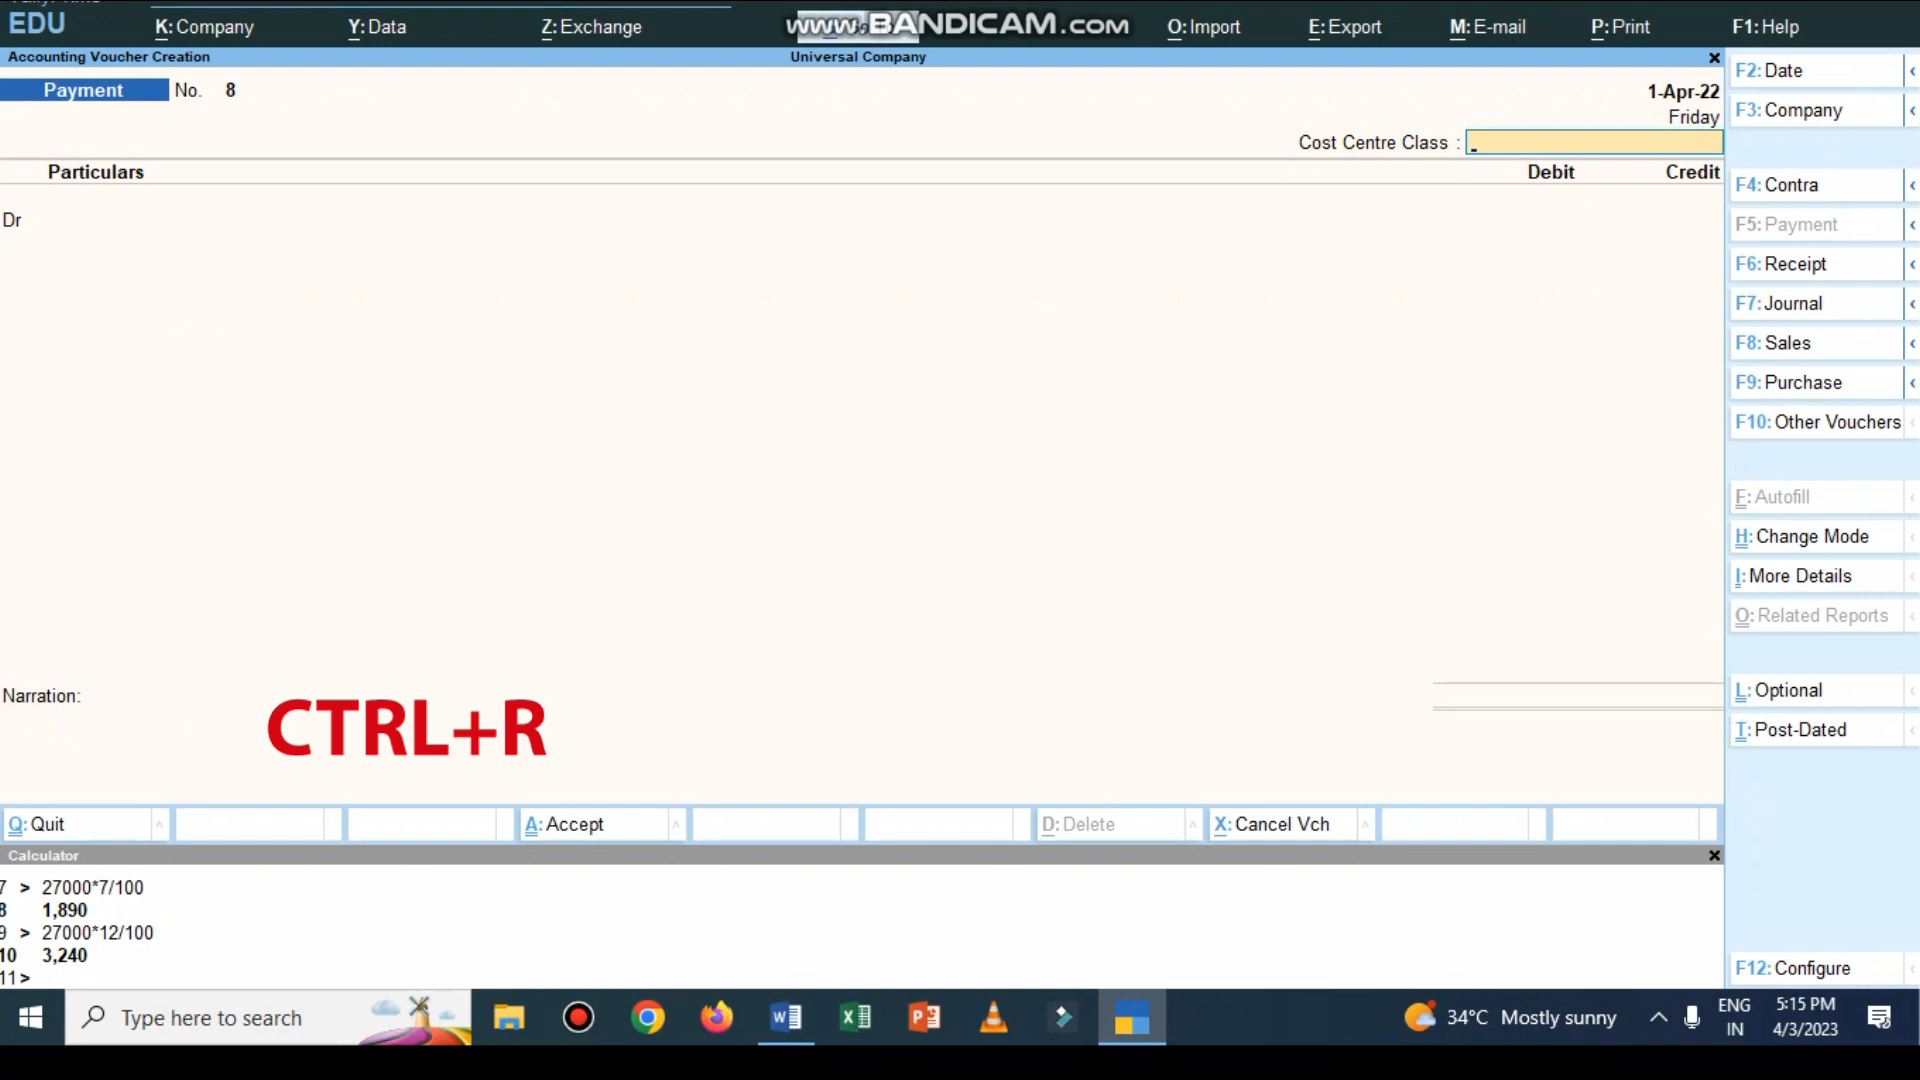 EDU
K: Company
Y: Data
Z: Exchange
www.BANDICAM.com
O: Import
E: Export
M: E-mail
P: Print
F1: Help
Accounting Voucher Creation
Universal Company
Payment No. 8
1-Apr-22
Friday
Cost Centre Class :
Particulars Debit Credit
Dr
Narration:
CTRL+R
Q: Quit
A: Accept
D: Delete
X: Cancel Vch
F2: Date
F3: Company
F4: Contra
F5: Payment
F6: Receipt
F7: Journal
F8: Sales
F9: Purchase
F10: Other Vouchers
F: Autofill
H: Change Mode
I: More Details
O: Related Reports
L: Optional
T: Post-Dated
F12: Configure
Calculator
7 > 27000*7/100
8 1,890
9 > 27000*12/100
10 3,240
11 >
Type here to search
34°C Mostly sunny
ENG
IN
5:15 PM
4/3/2023